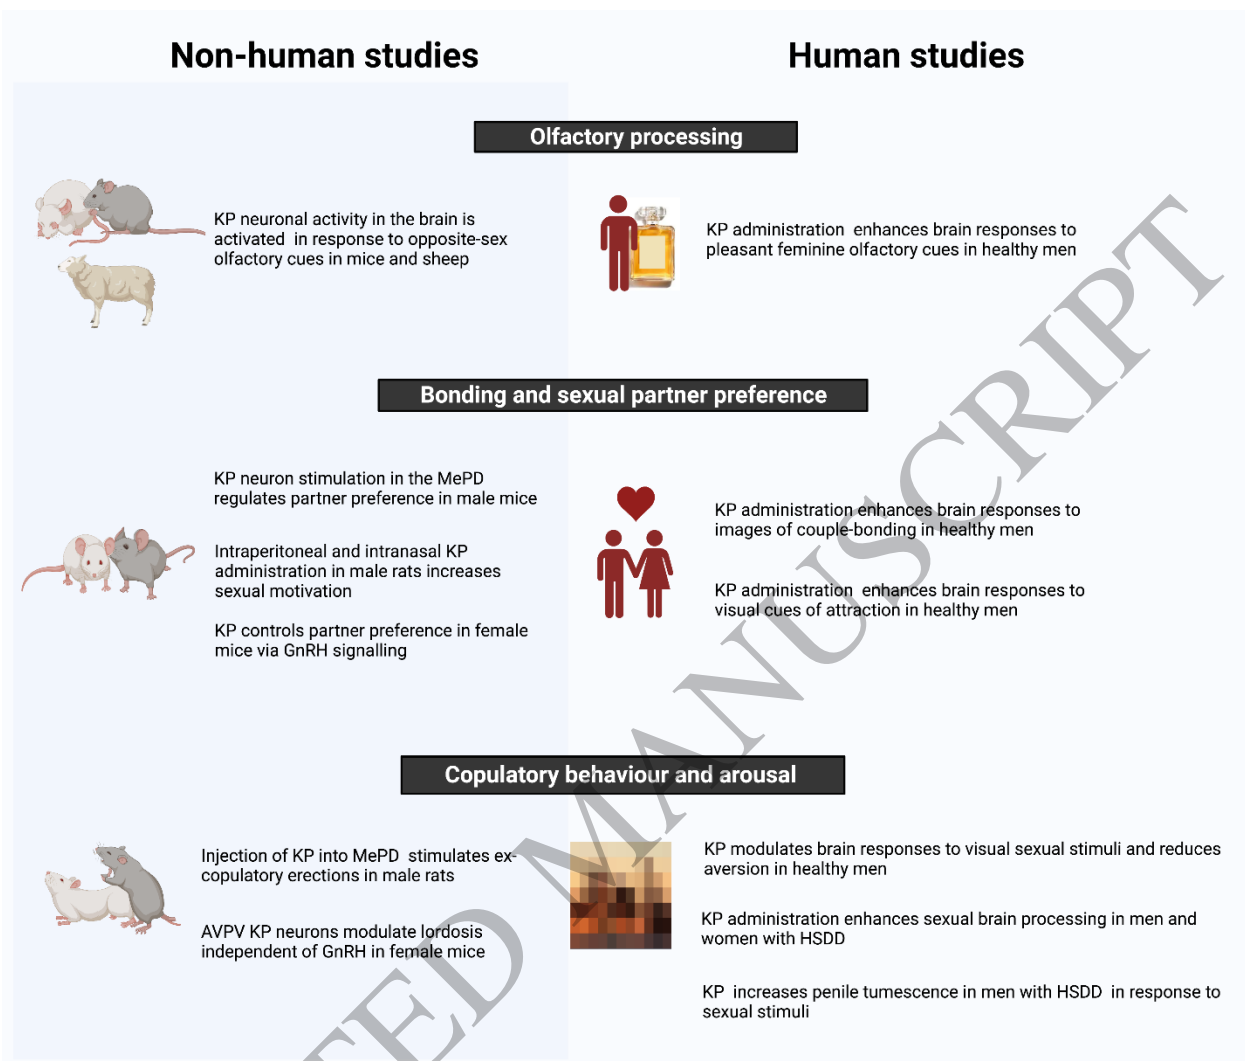 Non-human studies
Human studies
Olfactory processing
KP neuronal activity in the brain is
activated in response to opposite-sex
olfactory cues in mice and sheep
KP administration enhances brain responses to
pleasant feminine olfactory cues in healthy men
Bonding and sexual partner preference
KP neuron stimulation in the MePD
regulates partner preference in male mice
Intraperitoneal and intranasal KP
administration in male rats increases
sexual motivation
KP controls partner preference in female
mice via GnRH signalling
KP administration enhances brain responses to
images of couple-bonding in healthy men
KP administration enhances brain responses to
visual cues of attraction in healthy men
Copulatory behaviour and arousal
Injection of KP into MePD stimulates ex-
copulatory erections in male rats
AVPV KP neurons modulate lordosis
independent of GnRH in female mice
KP modulates brain responses to visual sexual stimuli and reduces
aversion in healthy men
KP administration enhances sexual brain processing in men and
women with HSDD
KP increases penile tumescence in men with HSDD in response to
sexual stimuli
TED MANUSCRIPT